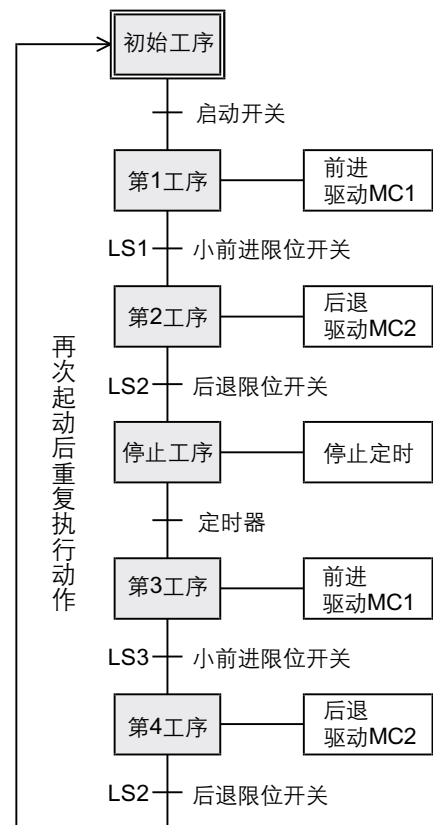 初始工序
启动开关
第1工序
前进
驱动MC1
LS1
小前进限位开关
第2工序
后退
驱动MC2
LS2
后退限位开关
停止工序
停止定时
定时器
第3工序
前进
驱动MC1
LS3
小前进限位开关
第4工序
后退
驱动MC2
LS2
后退限位开关
再次起动后重复执行动作